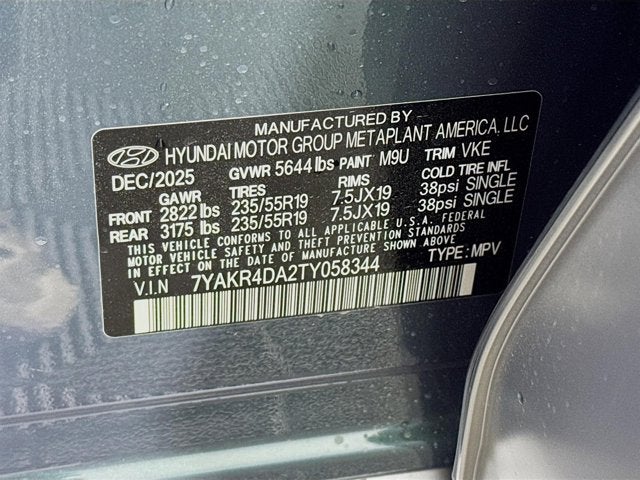 MANUFACTURED BY
HYUNDAI MOTOR GROUP METAPLANT AMERICA, LLC
DEC/2025 GVWR 5644 lbs PAINT M9U TRIM VKE
GAWR TIRES RIMS COLD TIRE INFL
FRONT 2822 lbs 235/55R19 7.5JX19 38psi SINGLE
REAR 3175 lbs 235/55R19 7.5JX19 38psi SINGLE
THIS VEHICLE CONFORMS TO ALL APPLICABLE U.S.A. FEDERAL
MOTOR VEHICLE SAFETY AND THEFT PREVENTION STANDARDS
IN EFFECT ON THE DATE OF MANUFACTURE SHOWN ABOVE.
V.I.N 7YAKR4DA2TY058344 TYPE : MPV